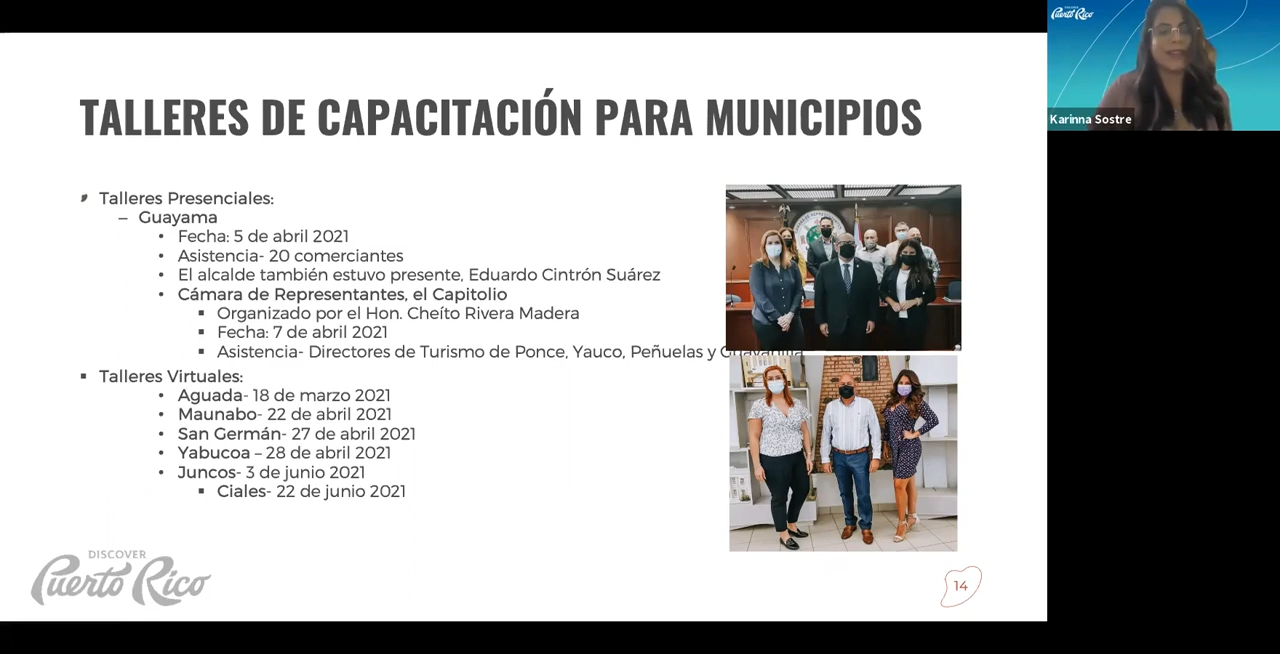 TALLERES DE CAPACITACIÓN PARA MUNICIPIOS
Talleres Presenciales:
– Guayama
• Fecha: 5 de abril 2021
• Asistencia- 20 comerciantes
• El alcalde también estuvo presente, Eduardo Cintrón Suárez
• Cámara de Representantes, el Capitolio
▪ Organizado por el Hon. Cheíto Rivera Madera
▪ Fecha: 7 de abril 2021
▪ Asistencia- Directores de Turismo de Ponce, Yauco, Peñuelas y
▪ Talleres Virtuales:
• Aguada- 18 de marzo 2021
• Maunabo- 22 de abril 2021
• San Germán- 27 de abril 2021
• Yabucoa – 28 de abril 2021
• Juncos- 3 de junio 2021
▪ Ciales- 22 de junio 2021
DISCOVER
Puerto Rico
14
Puerto Rico
Karinna Sostre